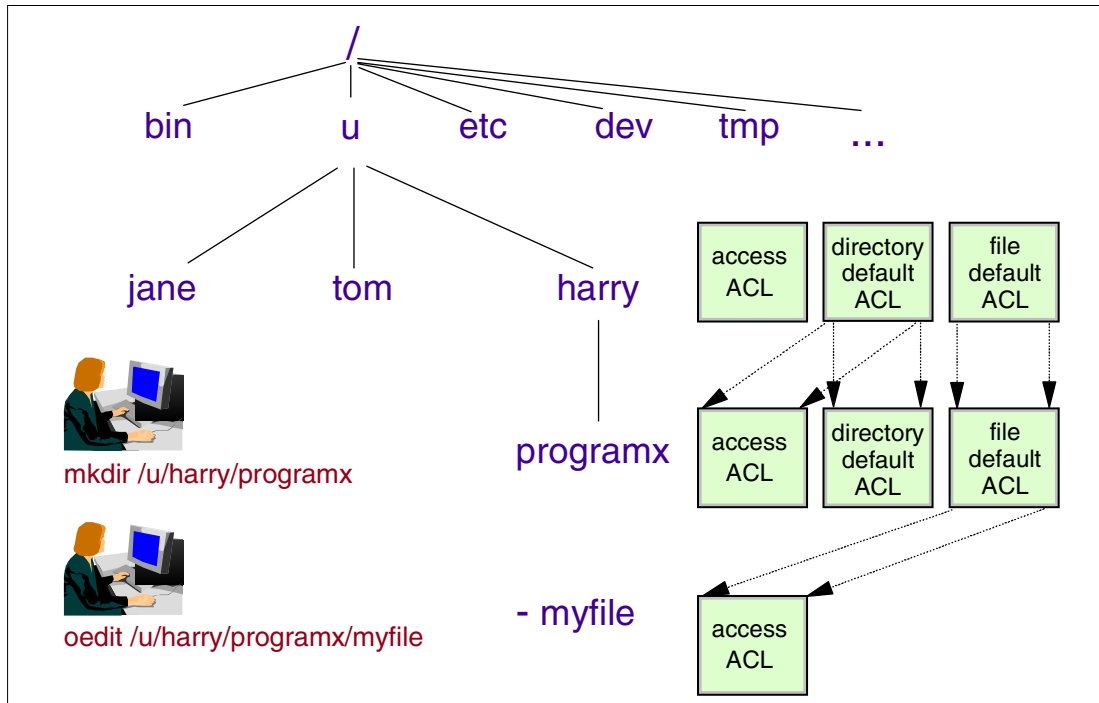 /
bin
u
etc
dev
tmp
...
jane
tom
harry
access
ACL
directory
default
ACL
file
default
ACL
mkdir /u/harry/programx
programx
access
ACL
directory
default
ACL
file
default
ACL
oedit /u/harry/programx/myfile
- myfile
access
ACL